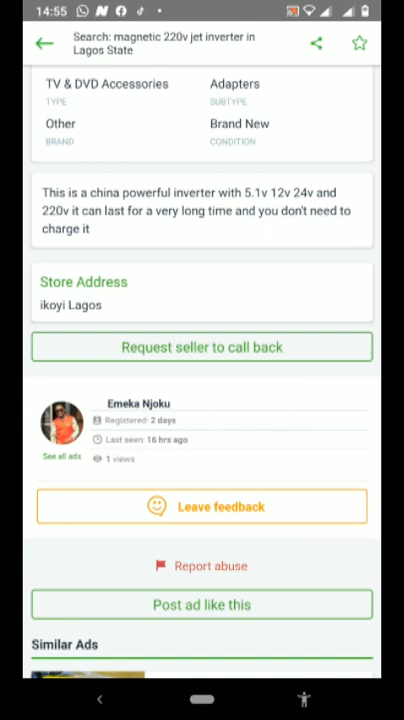 14:55
Search: magnetic 220v jet inverter in
Lagos State
TV & DVD Accessories
Adapters
TYPE
SUBTYPE
Other
Brand New
BRAND
CONDITION
This is a china powerful inverter with 5.1v 12v 24v and
220v it can last for a very long time and you don't need to
charge it
Store Address
ikoyi Lagos
Request seller to call back
Emeka Njoku
Registered: 2 days
Last seen: 16 hrs ago
See all ads
1 views
Leave feedback
Report abuse
Post ad like this
Similar Ads